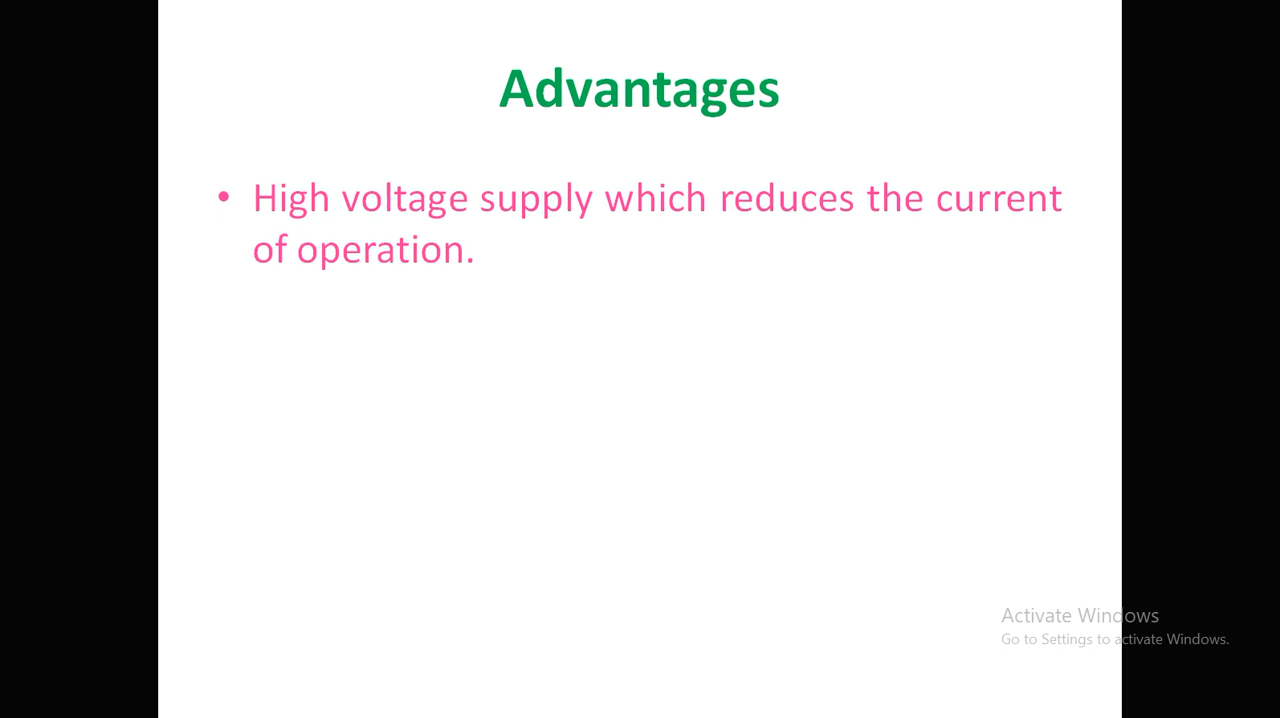 Advantages
• High voltage supply which reduces the current
of operation.
Activate Windows
Go to Settings to activate Windows.